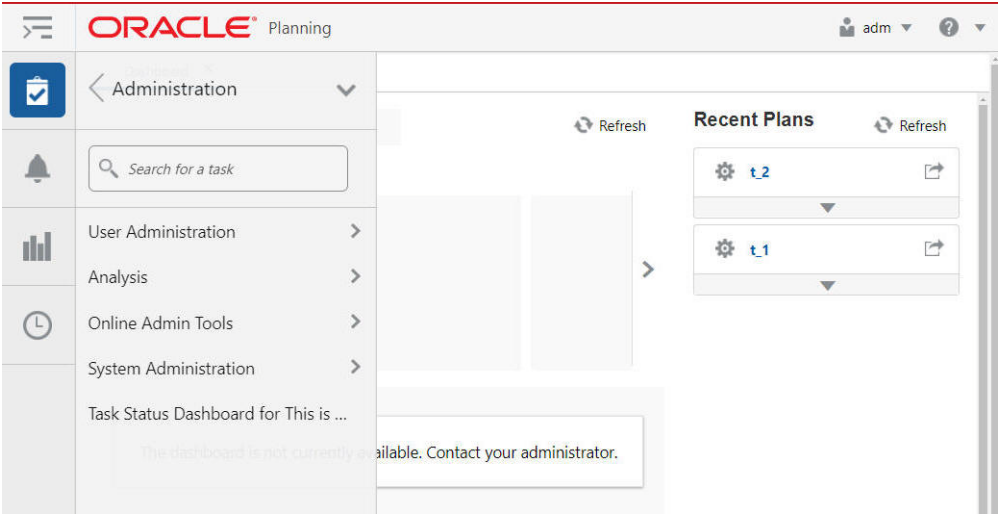 ORACLE® Planning
adm
?
Administration
Search for a task
User Administration
Analysis
Online Admin Tools
System Administration
Task Status Dashboard for This is ...
Refresh
The dashboard is not currently available. Contact your administrator.
Recent Plans
Refresh
t_2
t_1